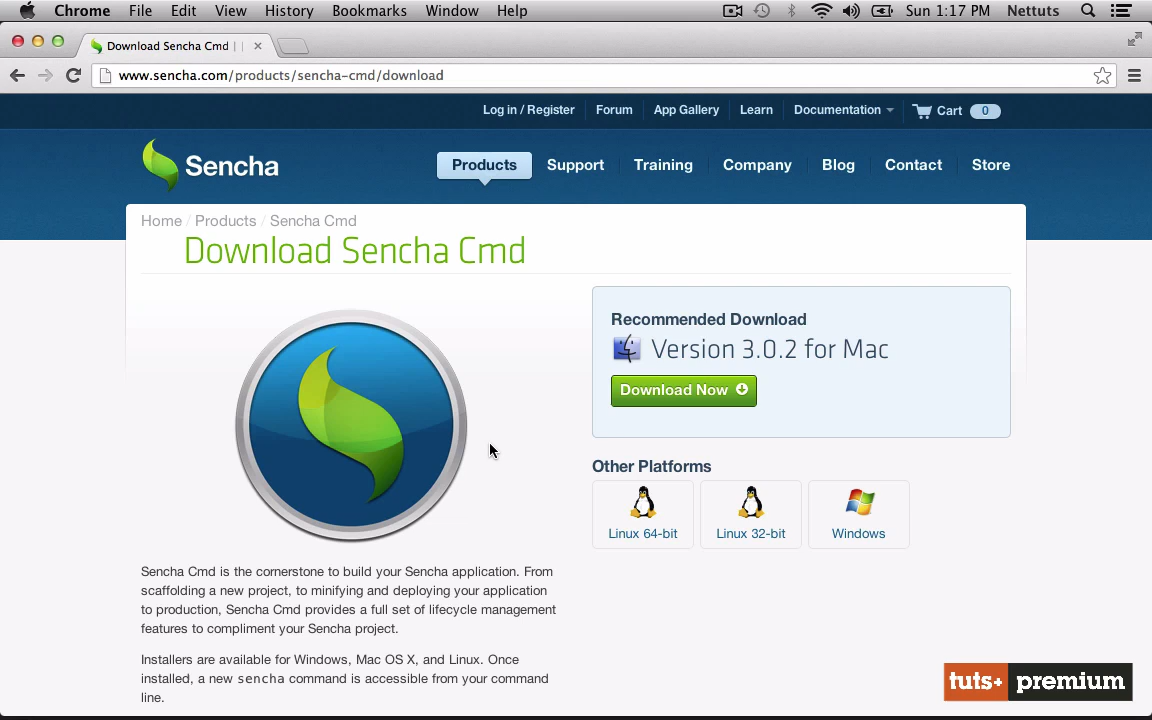 Chrome File Edit View History Bookmarks Window Help Sun 1:17 PM Nettuts
Download Sencha Cmd |
www.sencha.com/products/sencha-cmd/download
Log in / Register Forum App Gallery Learn Documentation Cart 0
Sencha Products Support Training Company Blog Contact Store
Home / Products / Sencha Cmd
Download Sencha Cmd
Recommended Download
Version 3.0.2 for Mac
Download Now
Other Platforms
Linux 64-bit Linux 32-bit Windows
Sencha Cmd is the cornerstone to build your Sencha application. From
scaffolding a new project, to minifying and deploying your application
to production, Sencha Cmd provides a full set of lifecycle management
features to compliment your Sencha project.
Installers are available for Windows, Mac OS X, and Linux. Once
installed, a new sencha command is accessible from your command
line.
tuts+ premium